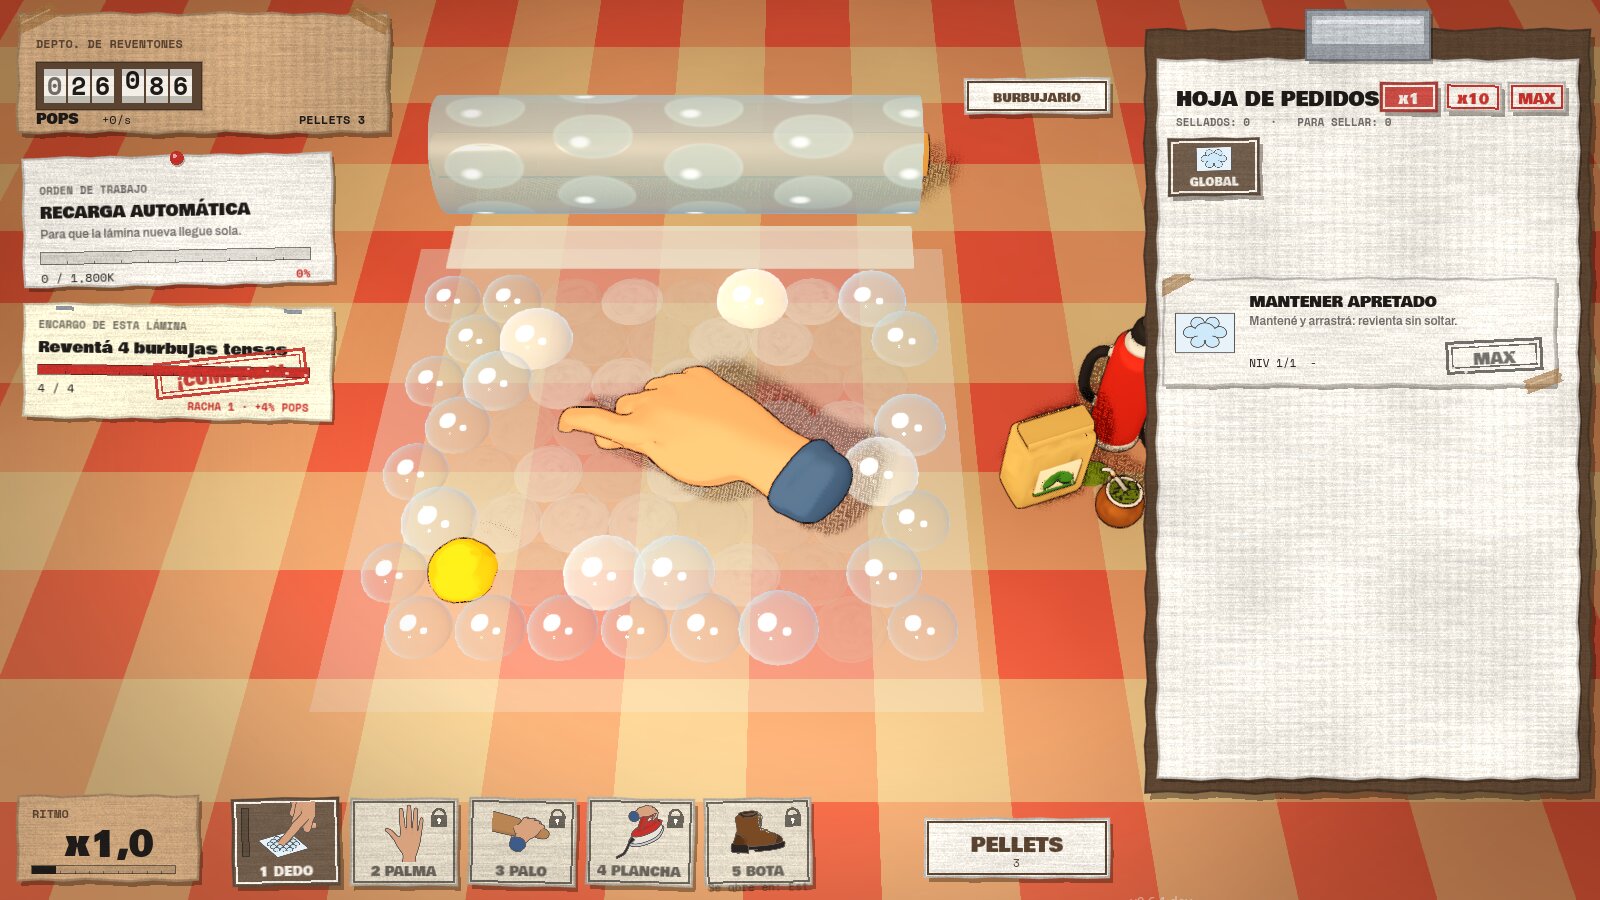 DEPTO. DE REVENTONES
026086
POPS +0/s PELLETS 3
ORDEN DE TRABAJO
RECARGA AUTOMÁTICA
Para que la lámina nueva llegue sola.
0 / 1.800K 0%
ENCARGO DE ESTA LÁMINA
Reventá 4 burbujas tensas
4 / 4
RACHA 1 · +4% POPS
BURBUJARIO
HOJA DE PEDIDOS x1 x10 MAX
SELLADOS: 0 · PARA SELLAR: 0
GLOBAL
MANTENER APRETADO
Mantené y arrastrá: revienta sin soltar.
NIV 1/1 - MAX
RITMO
x1,0
1 DEDO
2 PALMA
3 PALO
4 PLANCHA
5 BOTA
Se abre en: Est
PELLETS
3